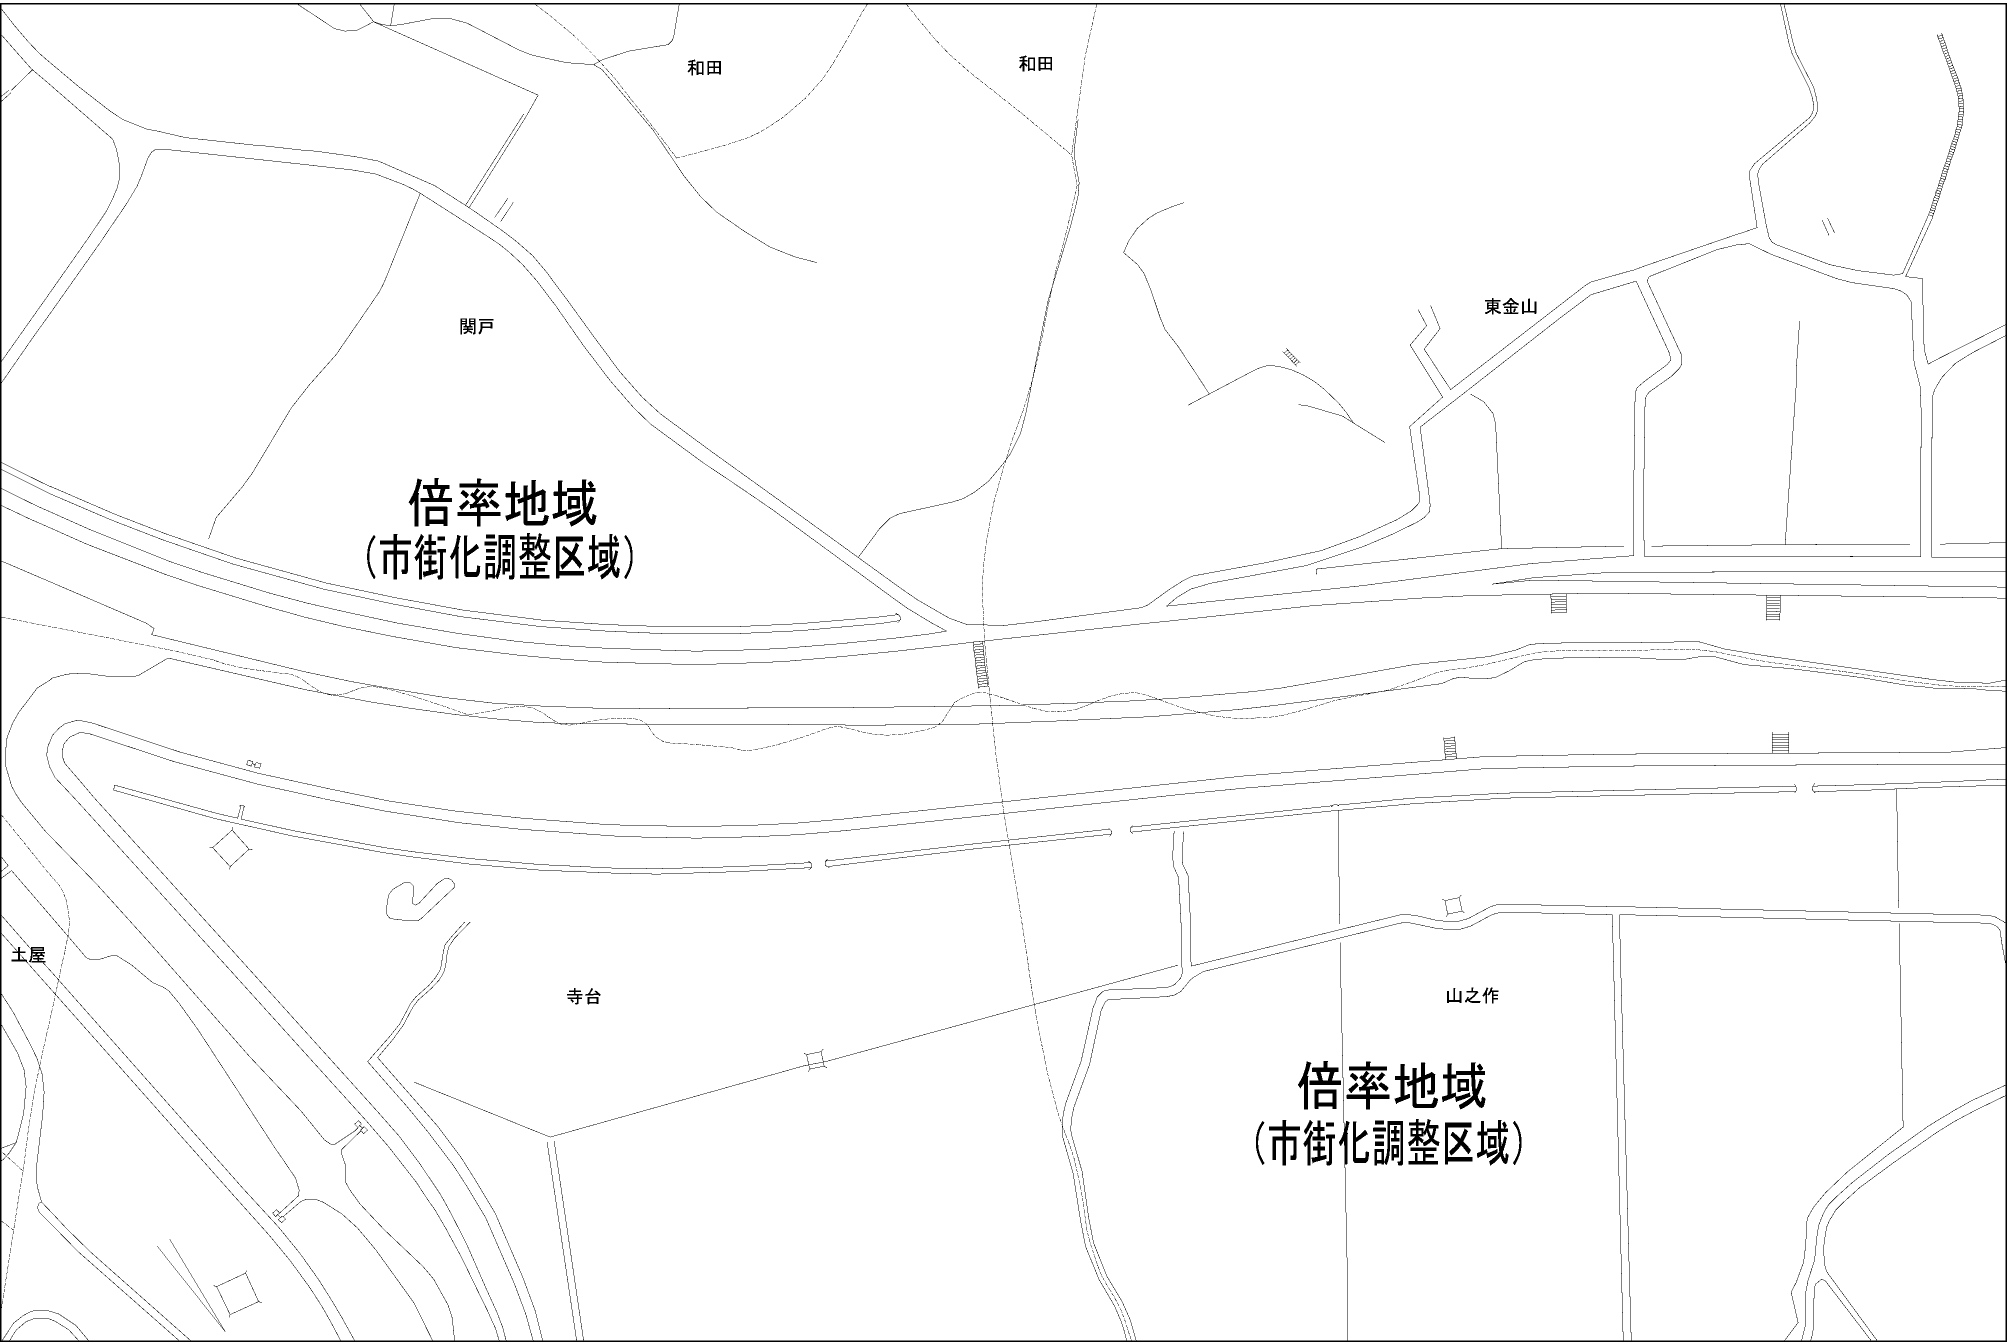 和田
和田
東金山
関戸
倍率地域
(市街化調整区域)
土屋
寺台
山之作
倍率地域
(市街化調整区域)